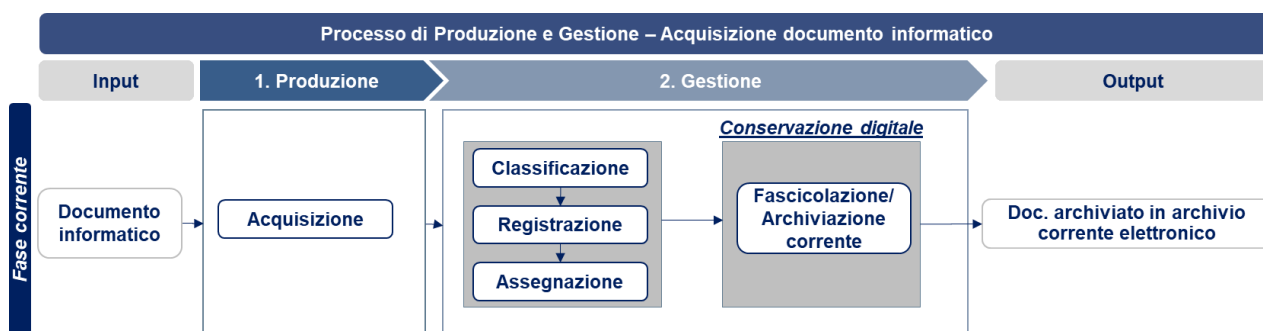 Processo di Produzione e Gestione – Acquisizione documento informatico
Input
1. Produzione
2. Gestione
Output
Fase corrente
Documento
informatico
Acquisizione
Classificazione
Registrazione
Assegnazione
Conservazione digitale
Fascicolazione/
Archiviazione
corrente
Doc. archiviato in archivio
corrente elettronico